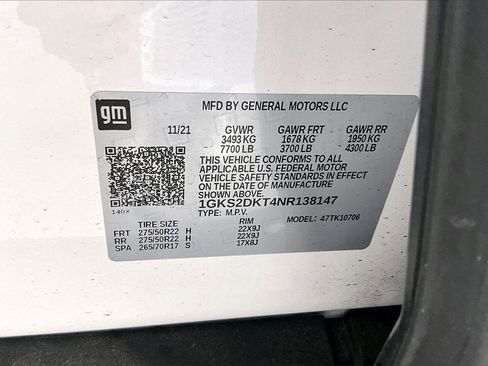 gm
MFD BY GENERAL MOTORS LLC
11/21 GVWR GAWR FRT GAWR RR
3493 KG 1678 KG 1950 KG
7700 LB 3700 LB 4300 LB
THIS VEHICLE CONFORMS TO ALL
APPLICABLE U.S. FEDERAL MOTOR
VEHICLE SAFETY STANDARDS IN EFFECT
ON THE DATE OF MANUFACTURE
SHOWN ABOVE.
1GKS2DKT4NR138147
140X TYPE: M.P.V. MODEL: 47TK10706
TIRE SIZE RIM
FRT 275/50R22 H 22X9J
RR 275/50R22 H 22X9J
SPA 265/70R17 S 17X8J